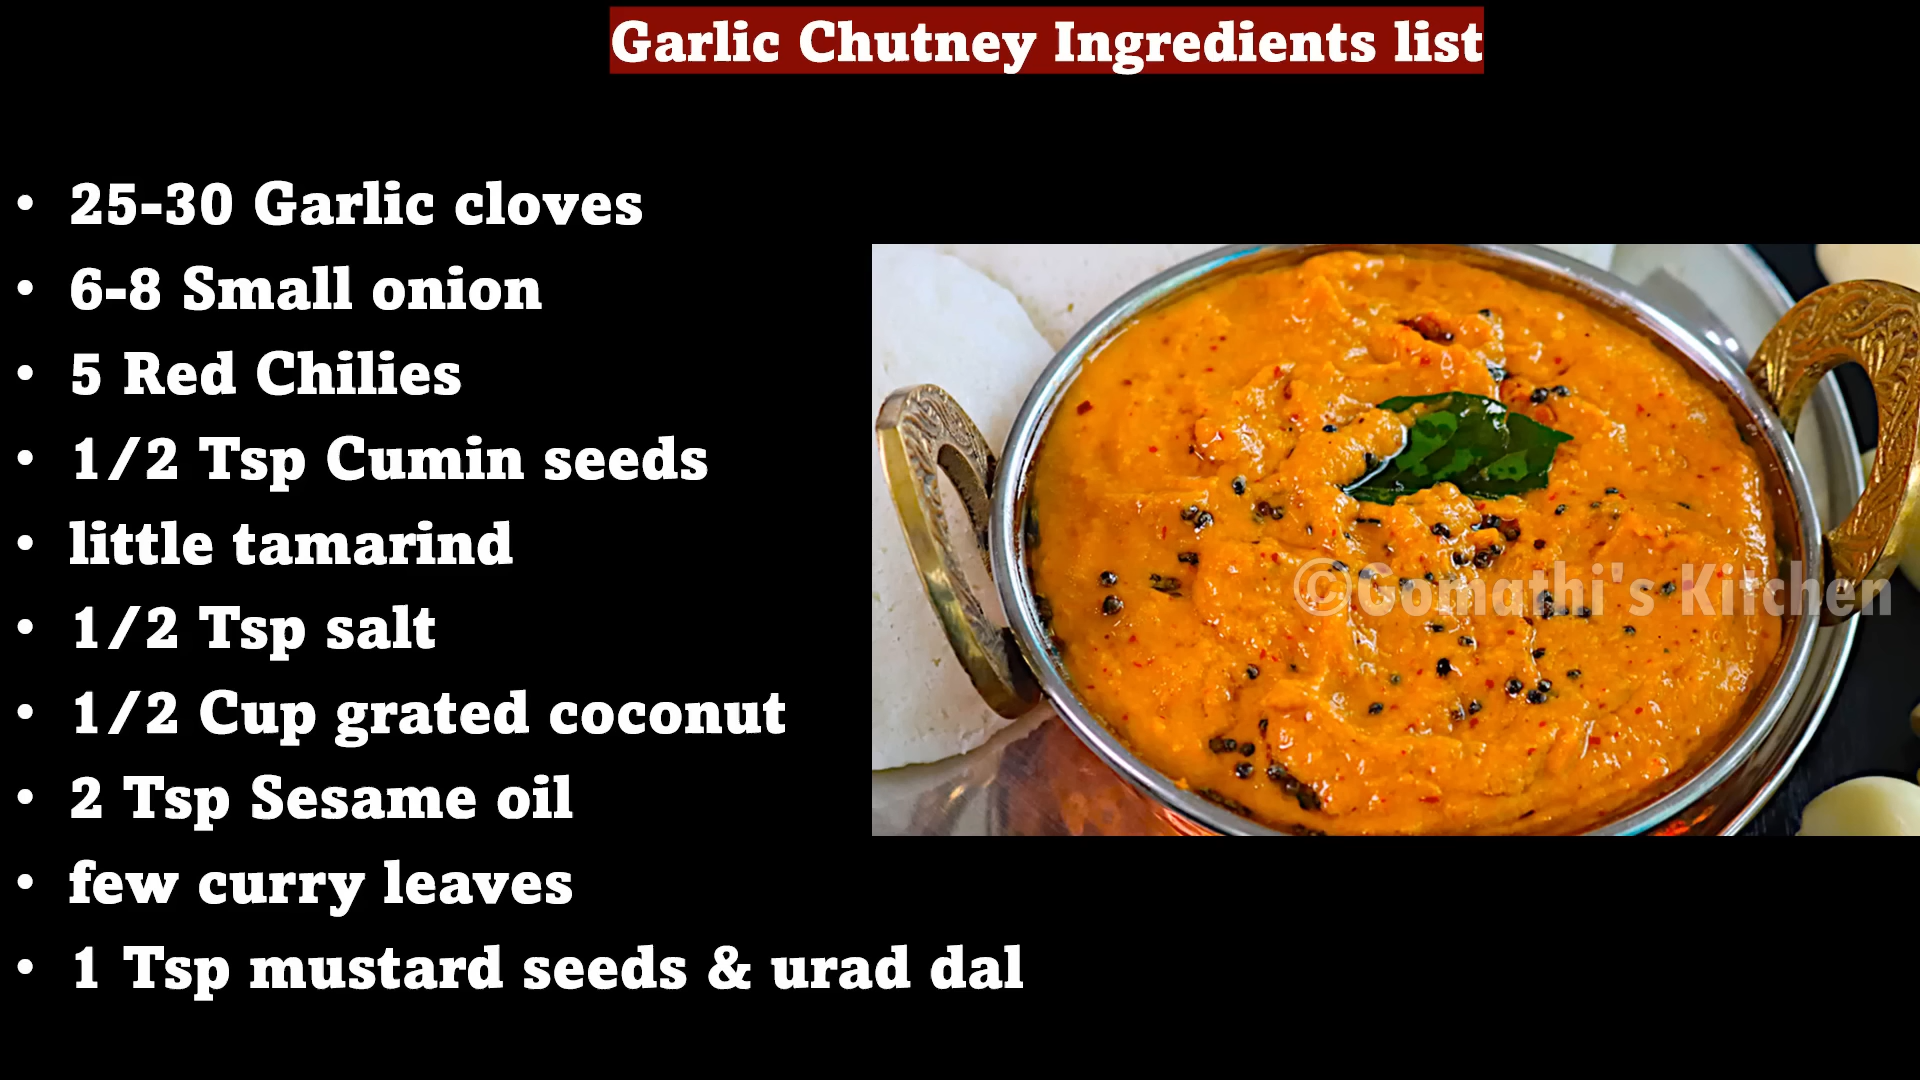 Garlic Chutney Ingredients list
• 25-30 Garlic cloves
• 6-8 Small onion
• 5 Red Chilies
• 1/2 Tsp Cumin seeds
• little tamarind
• 1/2 Tsp salt
• 1/2 Cup grated coconut
• 2 Tsp Sesame oil
• few curry leaves
• 1 Tsp mustard seeds & urad dal
©Gomathi's Kitchen